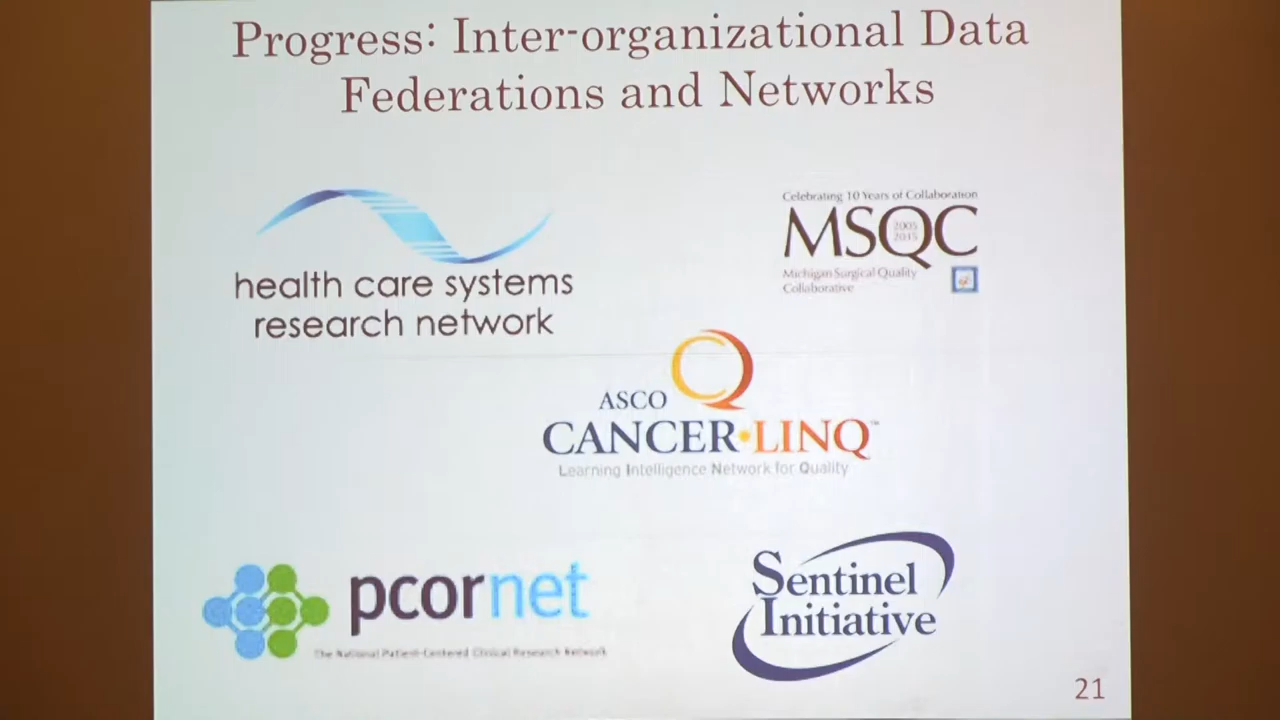 Progress: Inter-organizational Data
Federations and Networks
health care systems
research network
Celebrating 10 Years of Collaboration
MSQC
2005
2015
Michigan Surgical Quality
Collaborative
ASCO
CANCER•LINQ™
Learning Intelligence Network for Quality
pcornet
The National Patient-Centered Clinical Research Network
Sentinel
Initiative
21